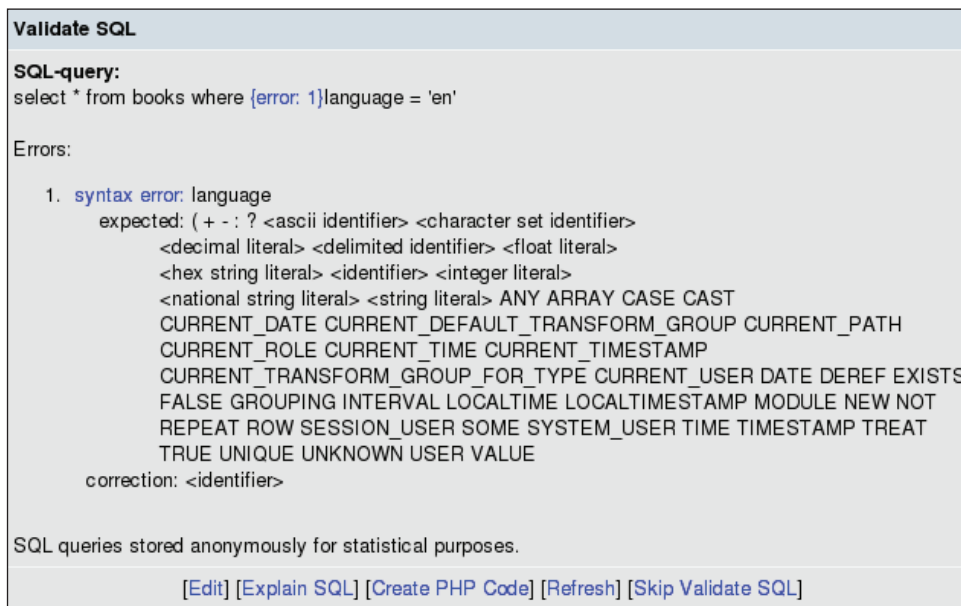 Validate SQL
SQL-query:
select * from books where {error: 1}language = 'en'
Errors:
1. syntax error: language
expected: ( + - : ? <ascii identifier> <character set identifier>
<decimal literal> <delimited identifier> <float literal>
<hex string literal> <identifier> <integer literal>
<national string literal> <string literal> ANY ARRAY CASE CAST
CURRENT_DATE CURRENT_DEFAULT_TRANSFORM_GROUP CURRENT_PATH
CURRENT_ROLE CURRENT_TIME CURRENT_TIMESTAMP
CURRENT_TRANSFORM_GROUP_FOR_TYPE CURRENT_USER DATE DEREF EXISTS
FALSE GROUPING INTERVAL LOCALTIME LOCALTIMESTAMP MODULE NEW NOT
REPEAT ROW SESSION_USER SOME SYSTEM_USER TIME TIMESTAMP TREAT
TRUE UNIQUE UNKNOWN USER VALUE
correction: <identifier>
SQL queries stored anonymously for statistical purposes.
[Edit] [Explain SQL] [Create PHP Code] [Refresh] [Skip Validate SQL]